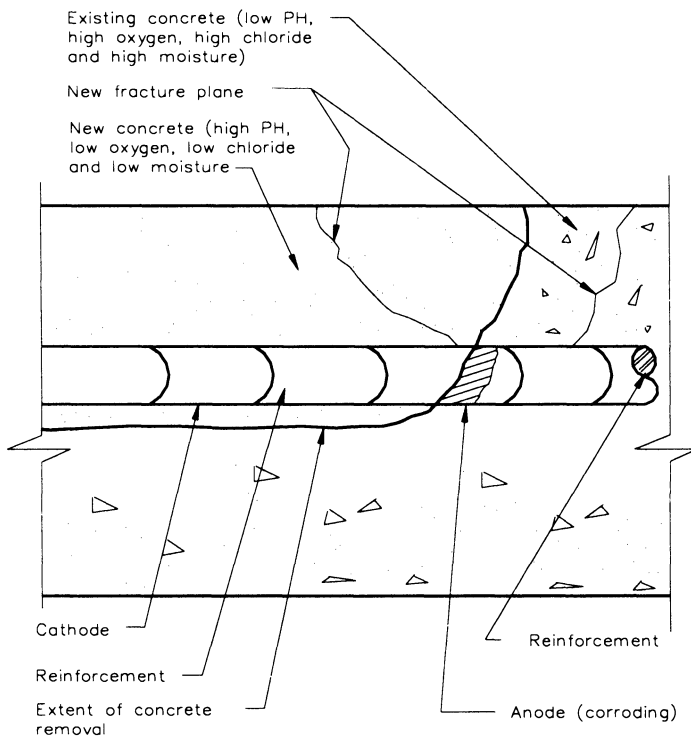 Existing concrete (low PH,
high oxygen, high chloride
and high moisture)
New fracture plane
New concrete (high PH,
low oxygen, low chloride
and low moisture
Cathode
Reinforcement
Reinforcement
Extent of concrete
removal
Anode (corroding)